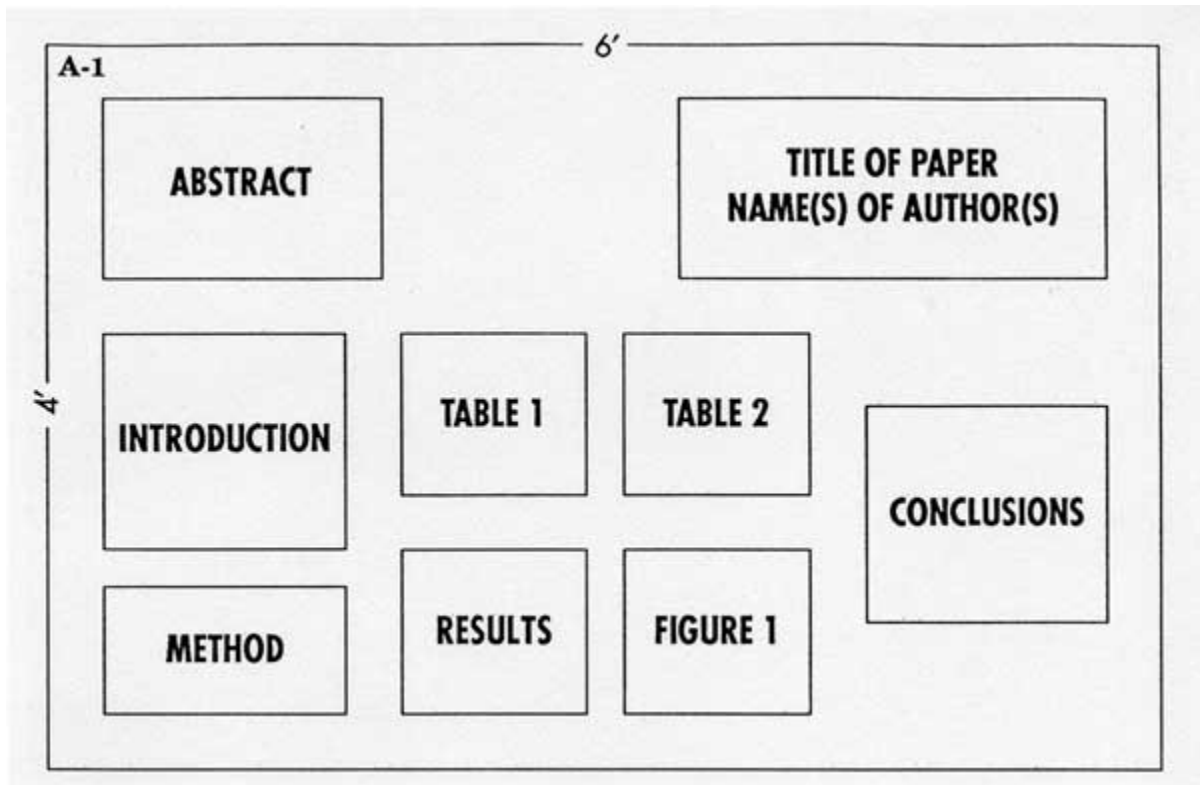 6′
A-1
ABSTRACT
TITLE OF PAPER
NAME(S) OF AUTHOR(S)
4′
INTRODUCTION
TABLE 1
TABLE 2
CONCLUSIONS
METHOD
RESULTS
FIGURE 1